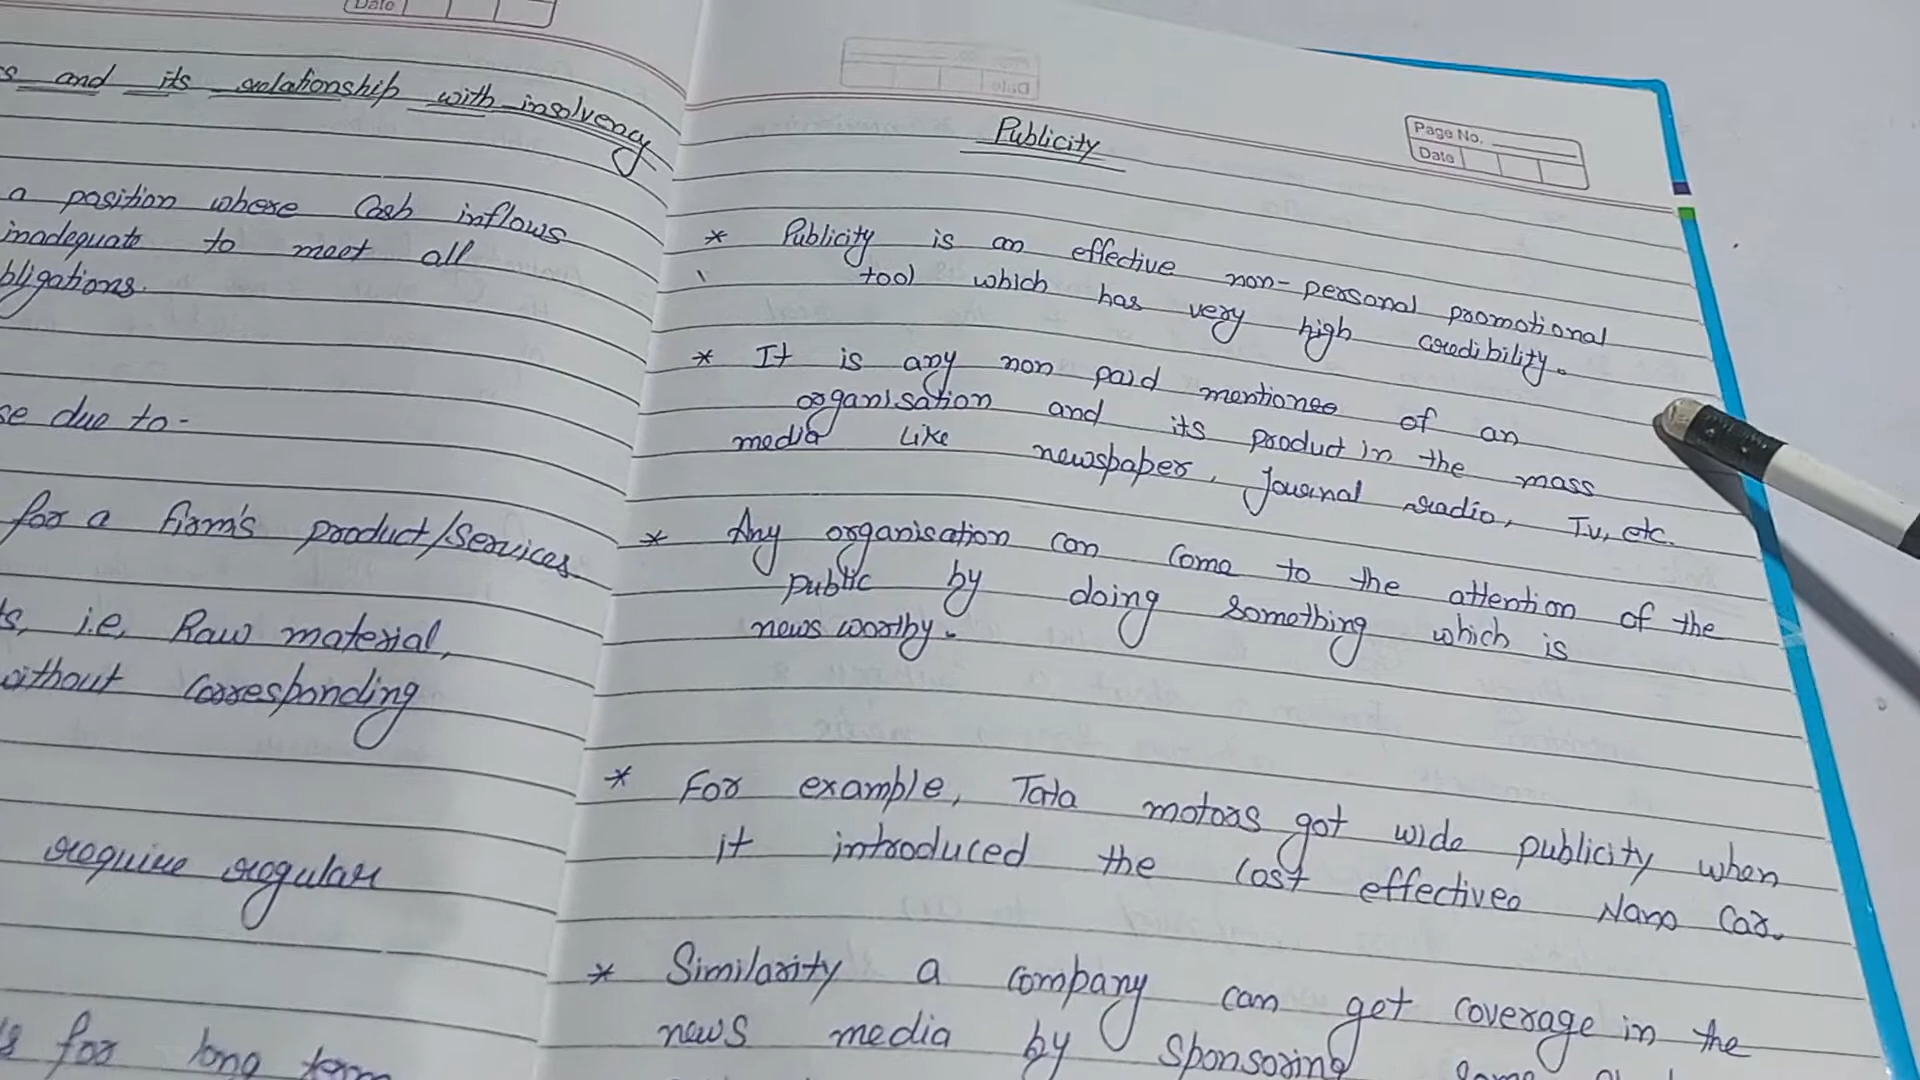 Date
s and its relationship with insolvency
a position where Cash inflows
inadequate to meet all
bligations.
se due to-
for a firm's product/Services
ts, i.e, Raw material,
without Corresponding
require regular
s for long term
Publicity
Page No.
Date
* Publicity is an effective non-personal promotional
tool which has very high credibility.
* It is any non paid mentiones of an
organisation and its product in the mass
media like newspaper, Journal radio, Tv, etc.
* Any organisation can Come to the attention of the
public by doing something which is
news worthy.
* For example, Tata motors got wide publicity when
it introduced the Cost effective Nano Car.
* Similarity a company can get coverage in the
news media by Sponsoring some